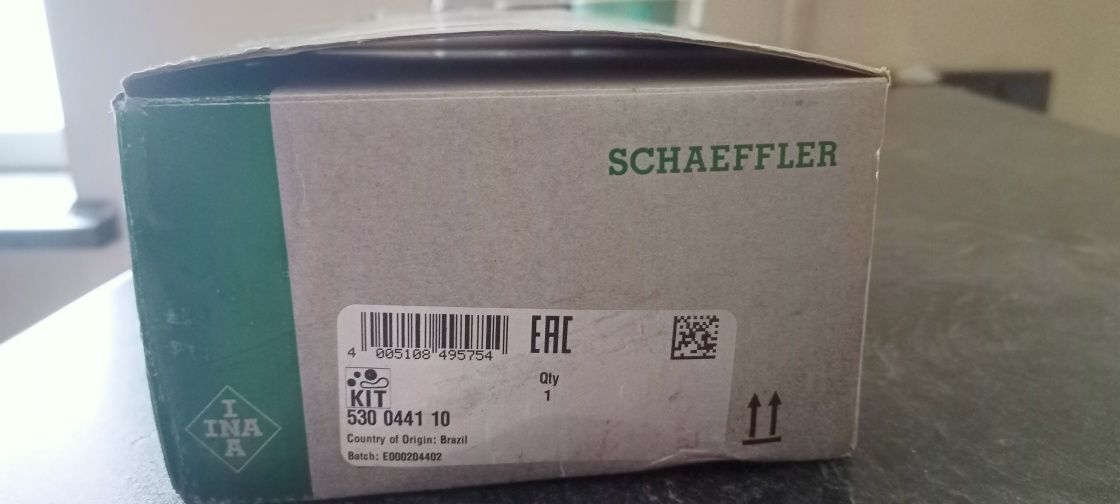 SCHAEFFLER
4 005108 495754
EAC
KIT
Qty
1
530 0441 10
Country of Origin: Brazil
Batch: E000204402
I
INA
A